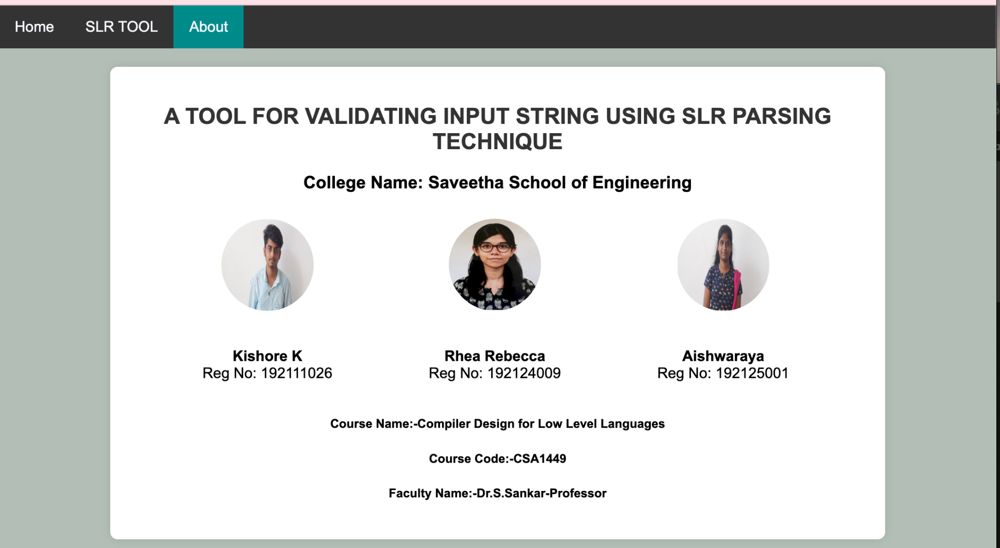 Home SLR TOOL About
A TOOL FOR VALIDATING INPUT STRING USING SLR PARSING
TECHNIQUE
College Name: Saveetha School of Engineering
Kishore K Rhea Rebecca Aishwaraya
Reg No: 192111026 Reg No: 192124009 Reg No: 192125001
Course Name:-Compiler Design for Low Level Languages
Course Code:-CSA1449
Faculty Name:-Dr.S.Sankar-Professor